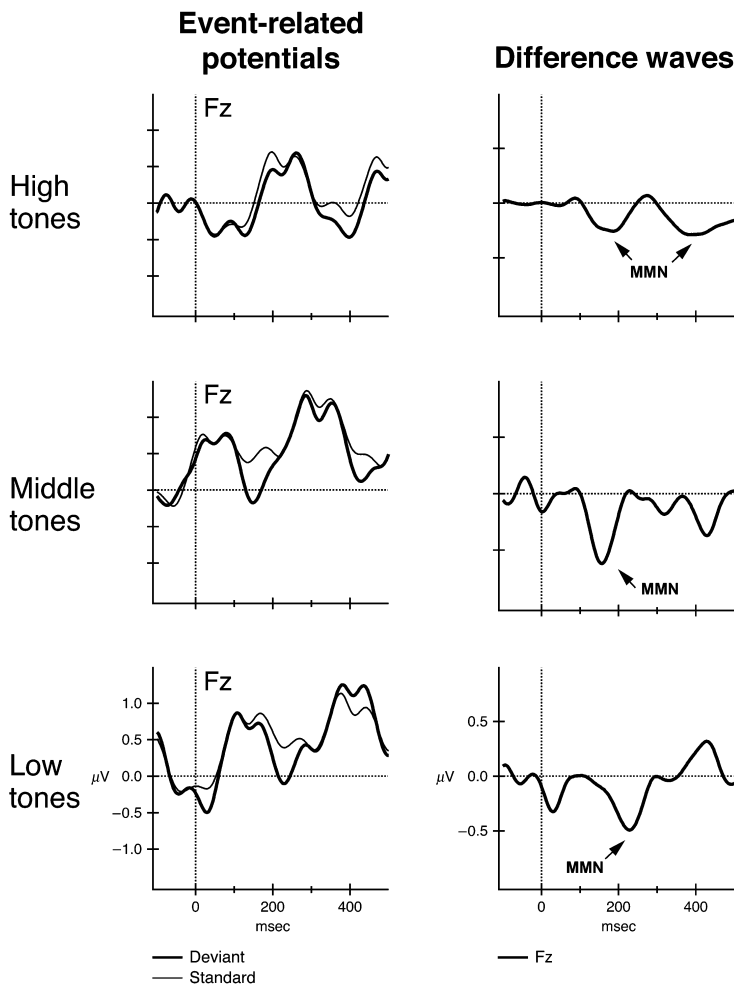 Event-related
potentials
Difference waves
Fz
High
tones
MMN
Fz
Middle
tones
MMN
Fz
1.0
0.5
0.5
Low
tones
µV
0.0
µV
0.0
−0.5
−0.5
−1.0
MMN
0
200
400
0
200
400
msec
msec
Deviant
Fz
Standard